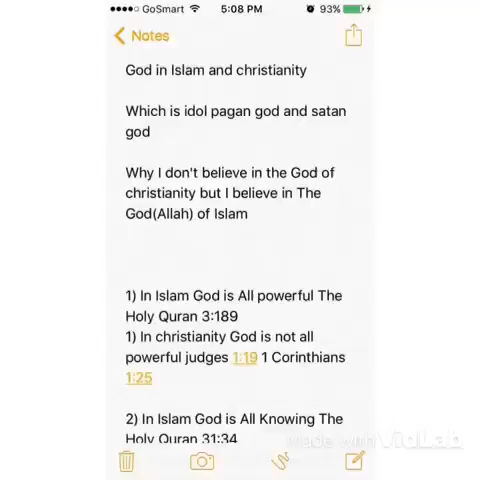 GoSmart 5:08 PM 93%
Notes
God in Islam and christianity
Which is idol pagan god and satan
god
Why I don't believe in the God of
christianity but I believe in The
God(Allah) of Islam
1) In Islam God is All powerful The
Holy Quran 3:189
1) In christianity God is not all
powerful judges 1:19 1 Corinthians
1:25
2) In Islam God is All Knowing The
Holy Quran 31:34
Made with VidLab